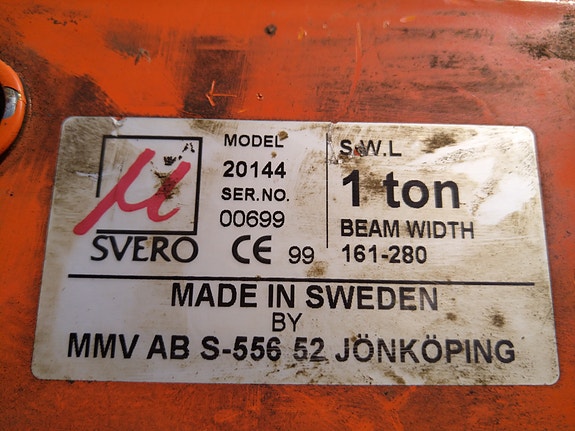 μ
SVERO
MODEL
20144
SER.NO.
00699
CE 99
S.W.L
1 ton
BEAM WIDTH
161-280
MADE IN SWEDEN
BY
MMV AB S-556 52 JÖNKÖPING